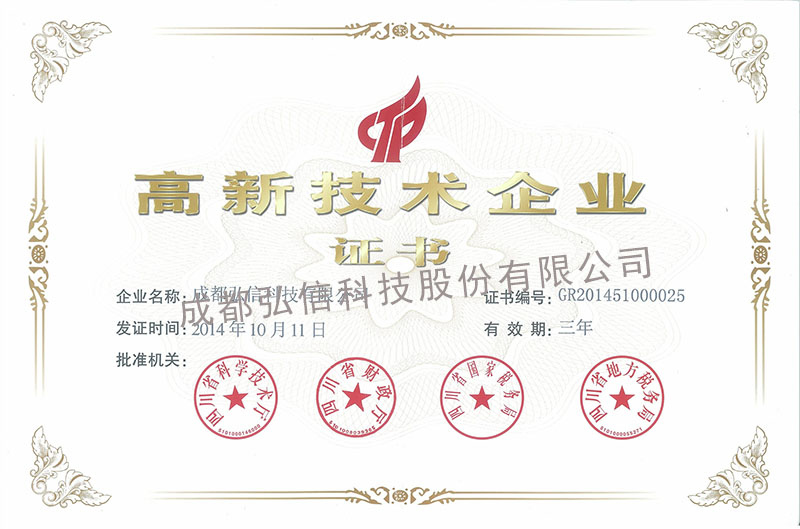 高新技术企业
证书
企业名称：成都弘信科技有限公司
证书编号：GR201451000025
发证时间：2014年10月11日
有效期：三年
批准机关：
四川省科学技术厅
5101000140000
四川省财政厅
四川省国家税务局
四川省地方税务局
5101000055371
成都弘信科技股份有限公司